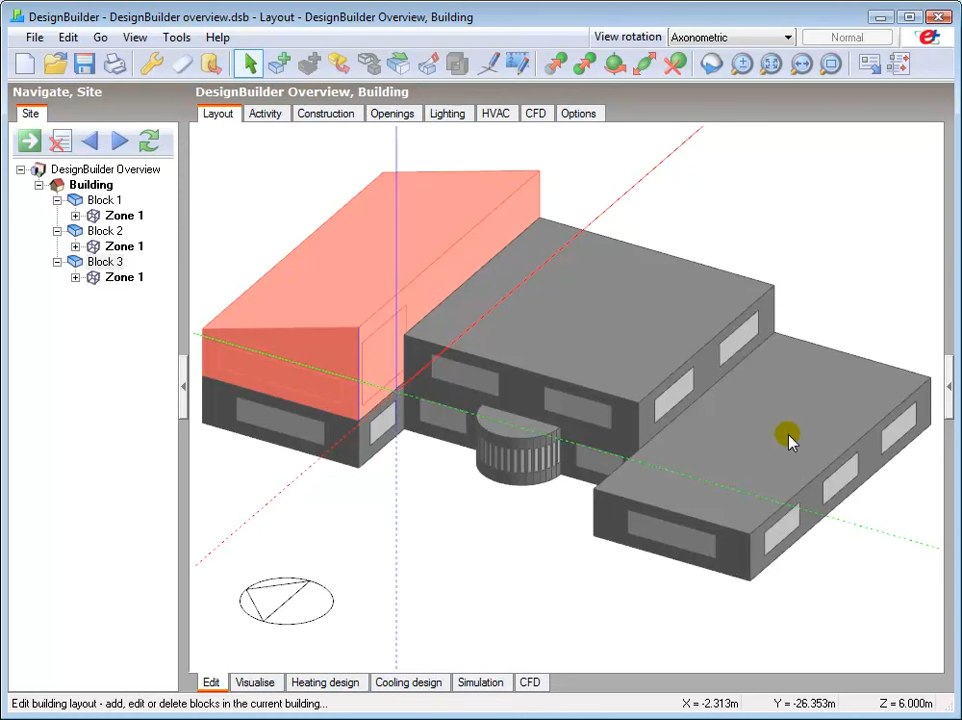 DesignBuilder - DesignBuilder overview.dsb - Layout - DesignBuilder Overview, Building
File Edit Go View Tools Help
View rotation Axonometric Normal
Navigate, Site
DesignBuilder Overview, Building
Site
Layout Activity Construction Openings Lighting HVAC CFD Options
DesignBuilder Overview
Building
Block 1
Zone 1
Block 2
Zone 1
Block 3
Zone 1
Edit Visualise Heating design Cooling design Simulation CFD
Edit building layout - add, edit or delete blocks in the current building...
X = -2.313m Y = -26.353m Z = 6.000m